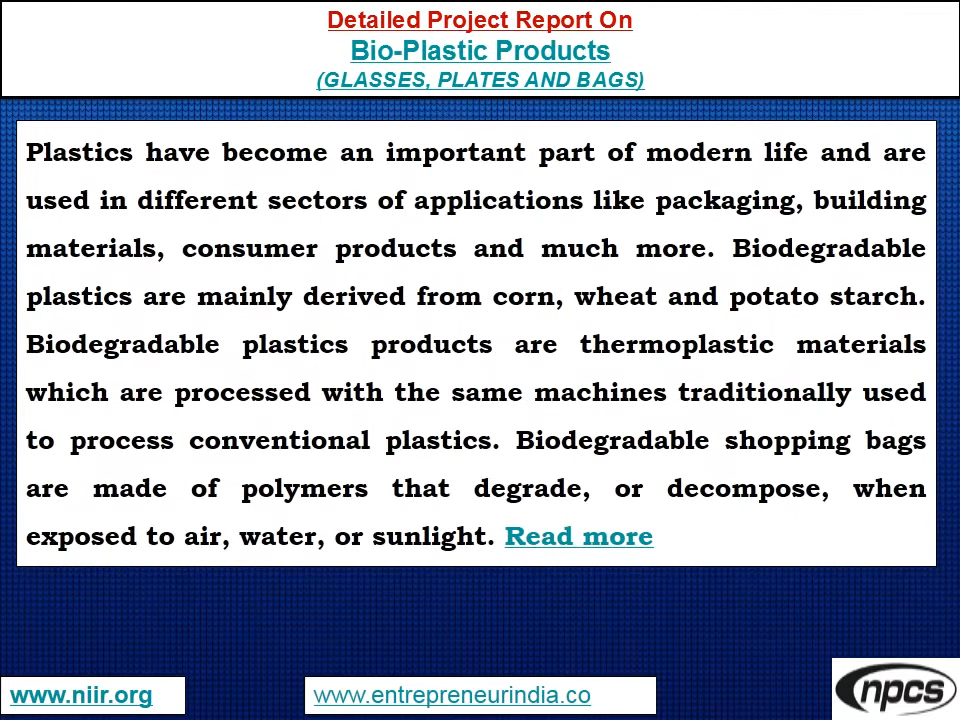 Detailed Project Report On
Bio-Plastic Products
(GLASSES, PLATES AND BAGS)
Plastics have become an important part of modern life and are
used in different sectors of applications like packaging, building
materials, consumer products and much more. Biodegradable
plastics are mainly derived from corn, wheat and potato starch.
Biodegradable plastics products are thermoplastic materials
which are processed with the same machines traditionally used
to process conventional plastics. Biodegradable shopping bags
are made of polymers that degrade, or decompose, when
exposed to air, water, or sunlight. Read more
www.niir.org
www.entrepreneurindia.co
npcs